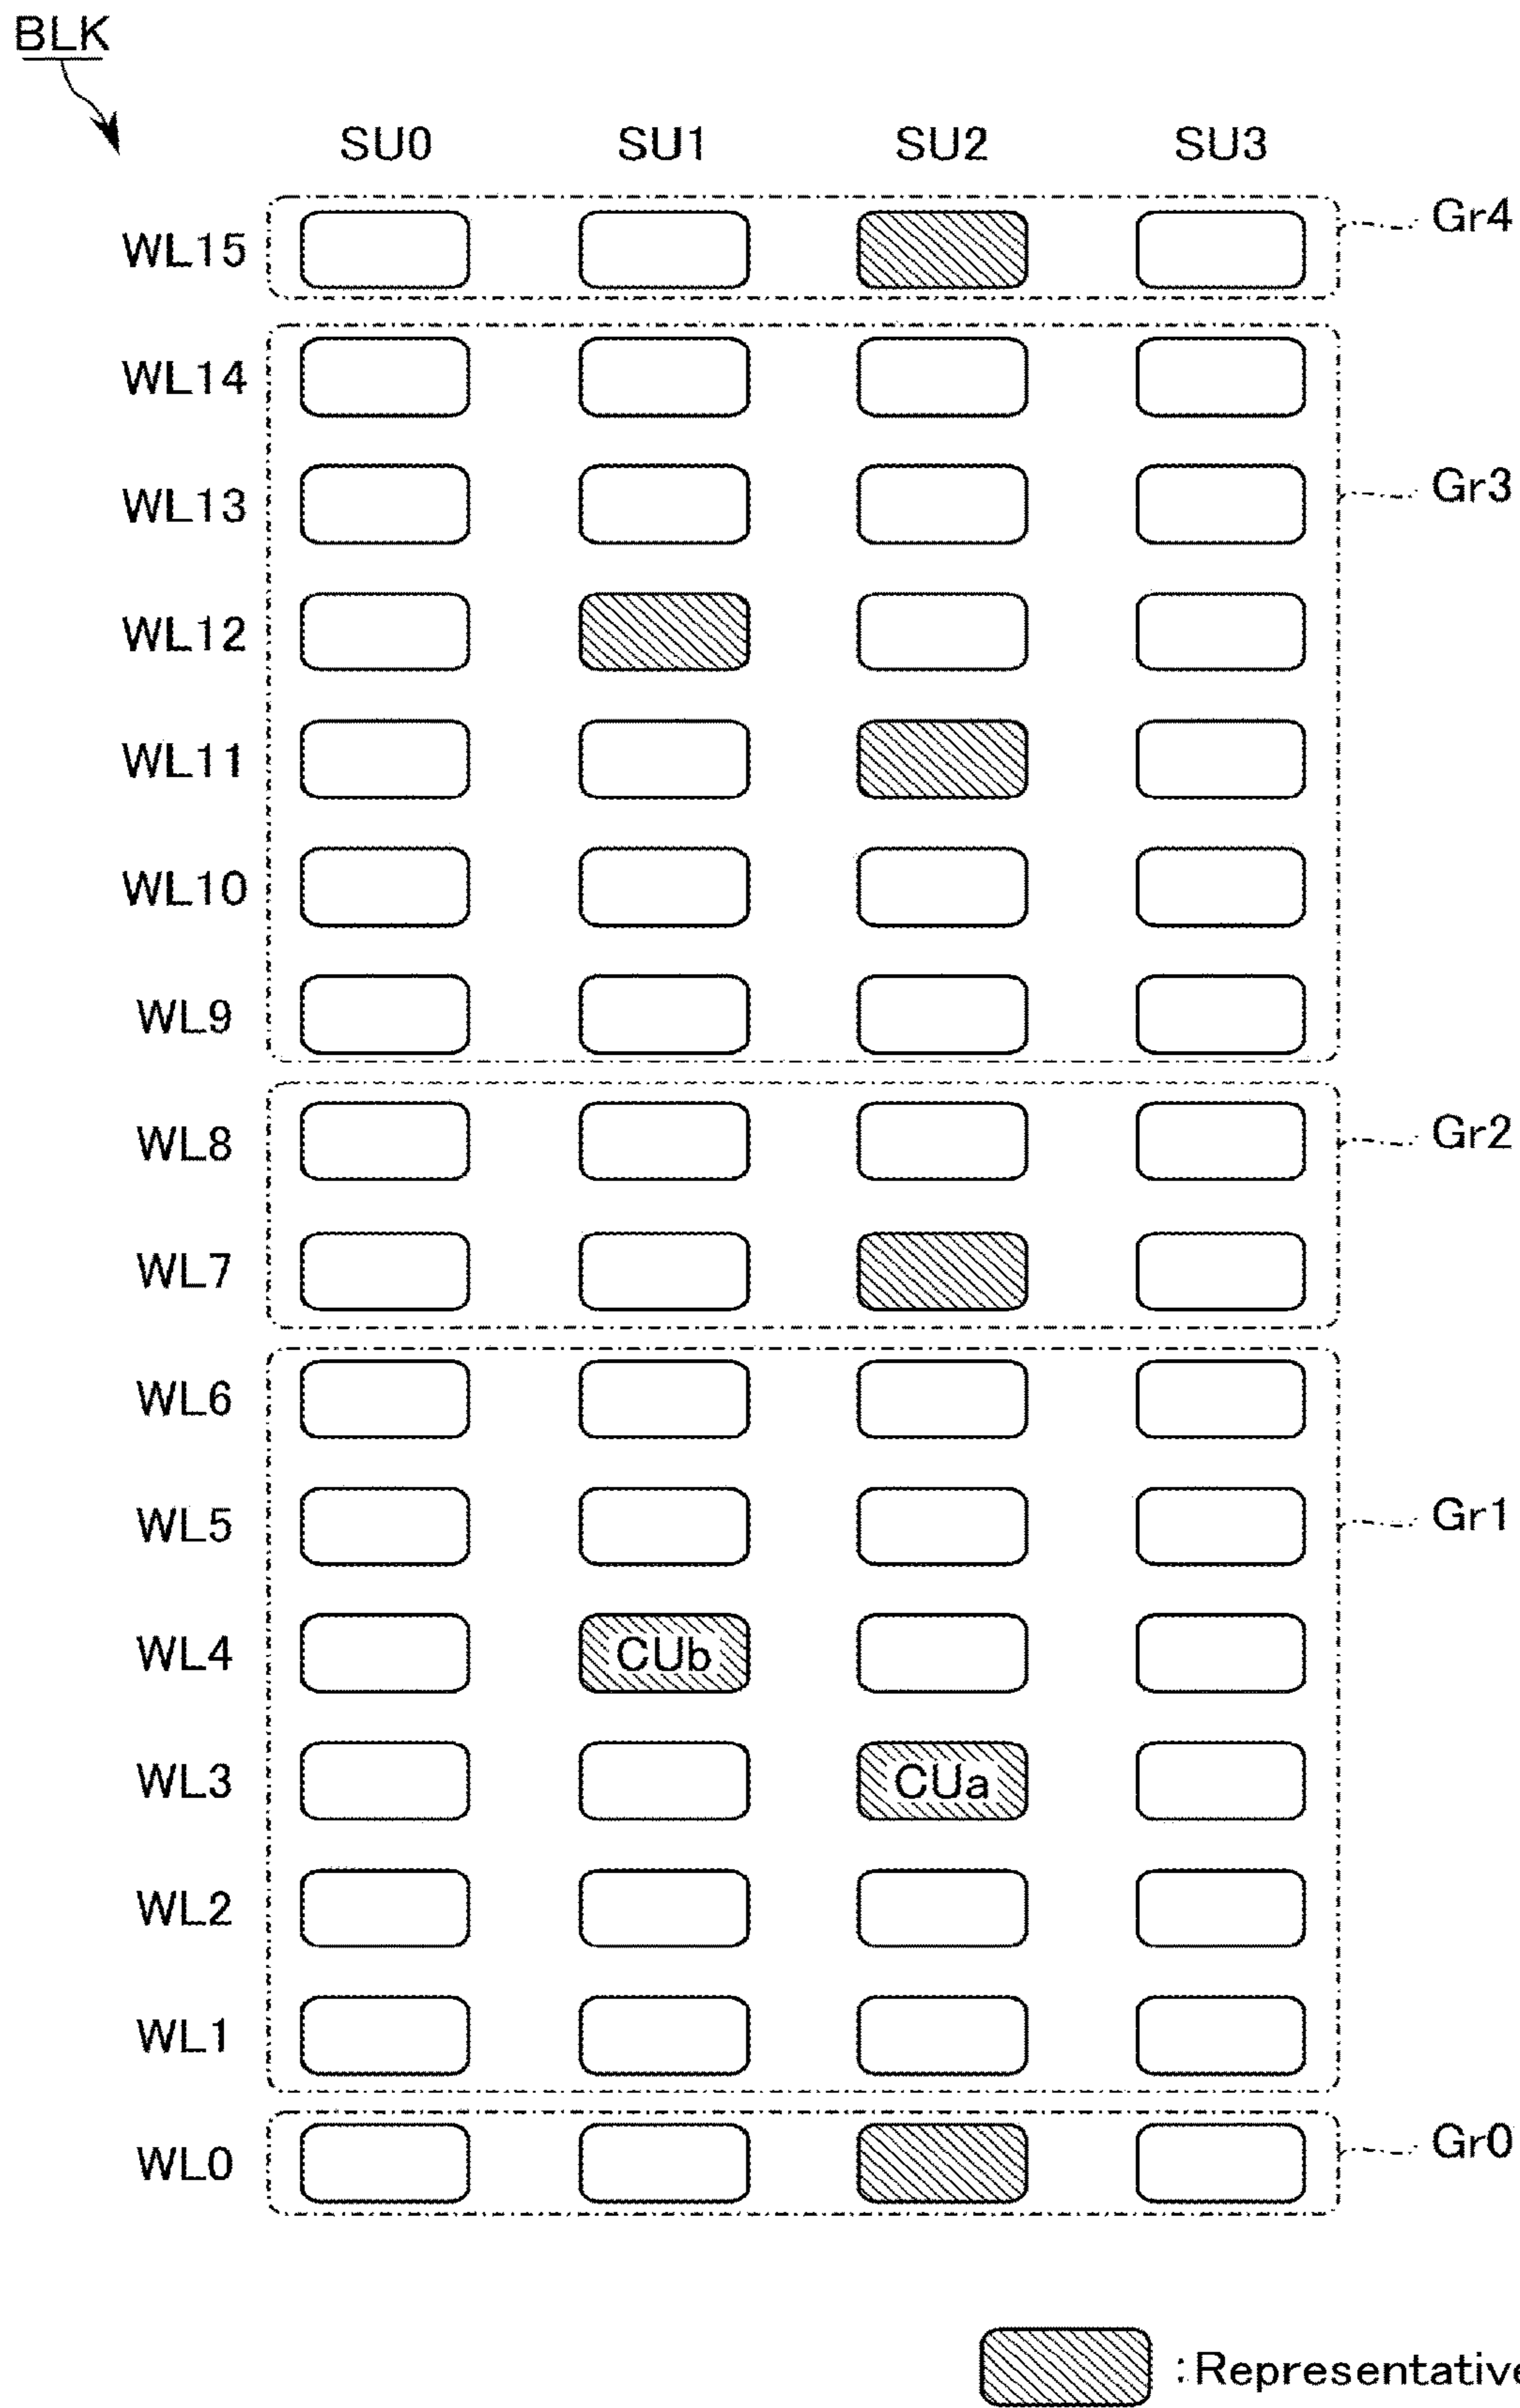 BLK
SU0 SU1 SU2 SU3
WL15 Gr4
WL14
WL13 Gr3
WL12
WL11
WL10
WL9
WL8 Gr2
WL7
WL6
WL5 Gr1
WL4 CUb
WL3 CUa
WL2
WL1
WL0 Gr0
:Representative